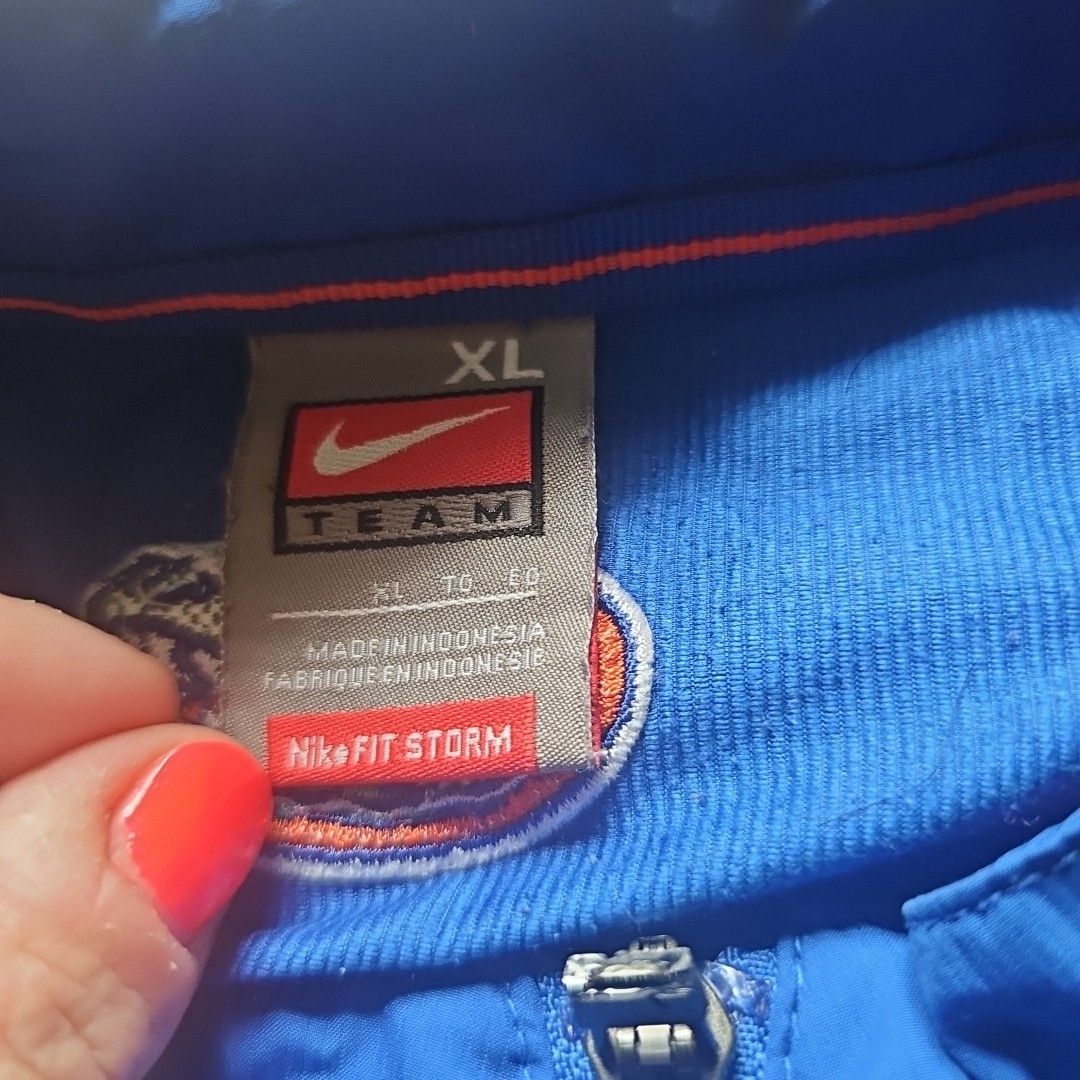 XL
TEAM
XL TG EG
MADE IN INDONESIA
FABRIQUE EN INDONESIE
Nike FIT STORM